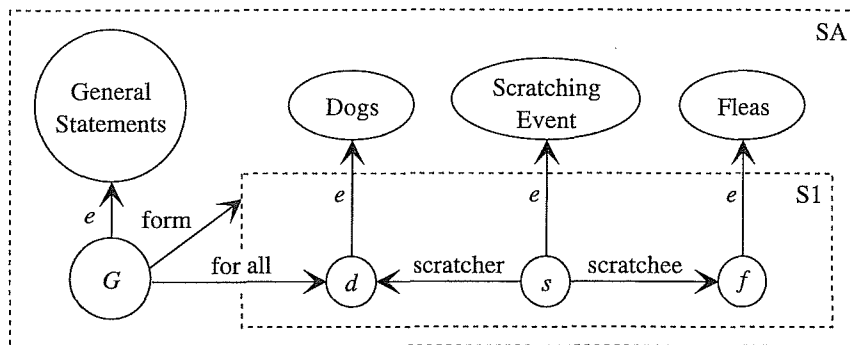 SA
General
Statements
Dogs
Scratching
Event
Fleas
e
form
e
e
e
S1
G
for all
d
scratcher
s
scratchee
f